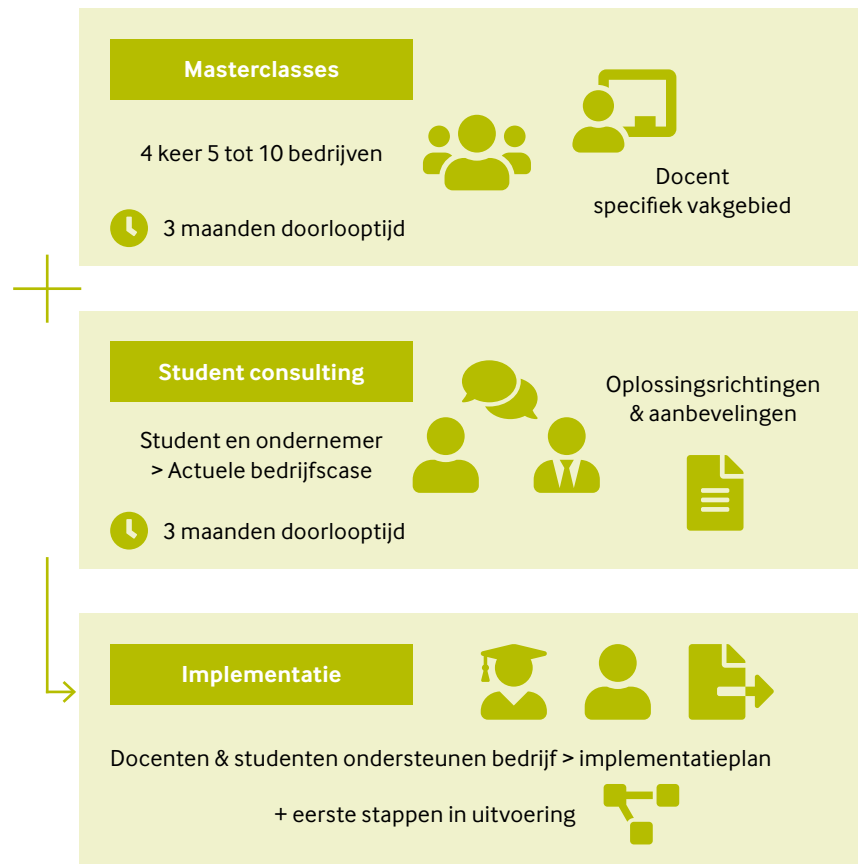 Masterclasses
4 keer 5 tot 10 bedrijven
3 maanden doorlooptijd
Docent
specifiek vakgebied
Student consulting
Student en ondernemer
> Actuele bedrijfscase
3 maanden doorlooptijd
Oplossingsrichtingen
& aanbevelingen
Implementatie
Docenten & studenten ondersteunen bedrijf > implementatieplan
+ eerste stappen in uitvoering